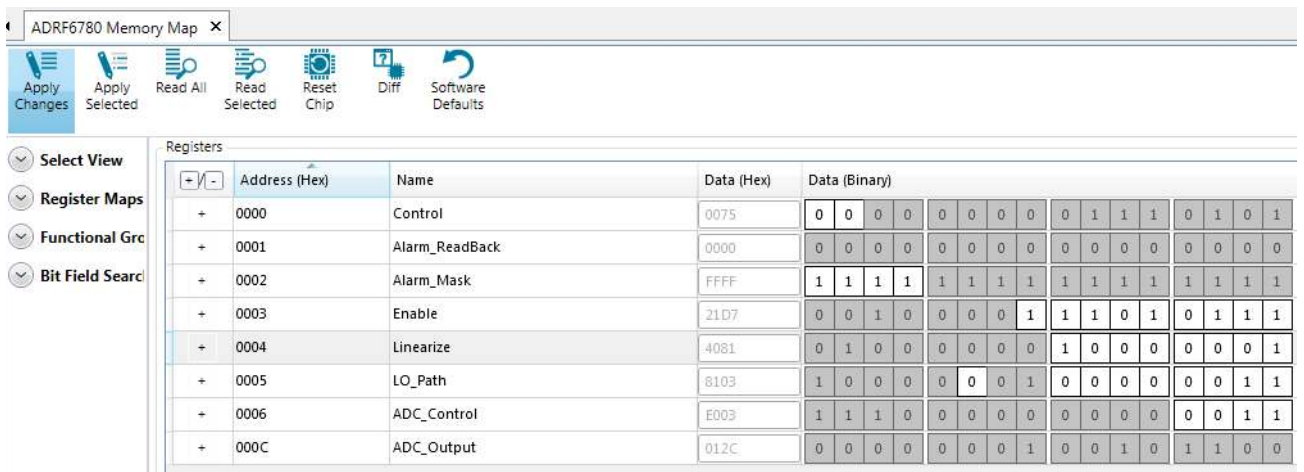 ADRF6780 Memory Map X
Apply Changes Apply Selected Read All Read Selected Reset Chip Diff Software Defaults
Select View
Register Maps
Functional Grc
Bit Field Searc
Registers
+/- Address (Hex) Name Data (Hex) Data (Binary)
+ 0000 Control 0075 0 0 0 0 0 0 0 0 0 1 1 1 0 1 0 1
+ 0001 Alarm_ReadBack 0000 0 0 0 0 0 0 0 0 0 0 0 0 0 0 0 0
+ 0002 Alarm_Mask FFFF 1 1 1 1 1 1 1 1 1 1 1 1 1 1 1 1
+ 0003 Enable 21D7 0 0 1 0 0 0 0 1 1 1 0 1 0 1 1 1
+ 0004 Linearize 4081 0 1 0 0 0 0 0 0 1 0 0 0 0 0 0 1
+ 0005 LO_Path 8103 1 0 0 0 0 0 0 1 0 0 0 0 0 0 1 1
+ 0006 ADC_Control E003 1 1 1 0 0 0 0 0 0 0 0 0 0 0 1 1
+ 000C ADC_Output 012C 0 0 0 0 0 0 0 1 0 0 1 0 1 1 0 0